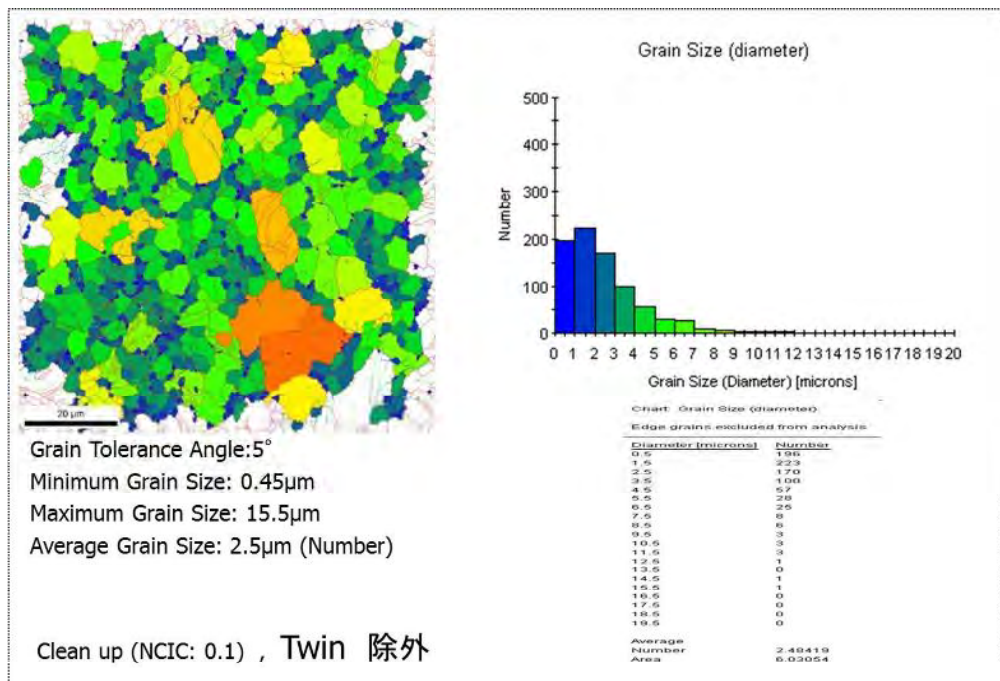 20 µm
Grain Tolerance Angle:5°
Minimum Grain Size: 0.45µm
Maximum Grain Size: 15.5µm
Average Grain Size: 2.5µm (Number)
Clean up (NCIC: 0.1) , Twin 除外
Grain Size (diameter)
500
400
300
200
100
0
Number
0 1 2 3 4 5 6 7 8 9 10 11 12 13 14 15 16 17 18 19 20
Grain Size (Diameter) [microns]
Chart: Grain Size (diameter)
Edge grains excluded from analysis
Diameter [microns] Number
0.5 196
1.5 223
2.5 170
3.5 100
4.5 57
5.5 28
6.5 25
7.5 8
8.5 6
9.5 3
10.5 3
11.5 3
12.5 1
13.5 0
14.5 1
15.5 1
16.5 0
17.5 0
18.5 0
19.5 0
Average
Number 2.48419
Area 6.03054